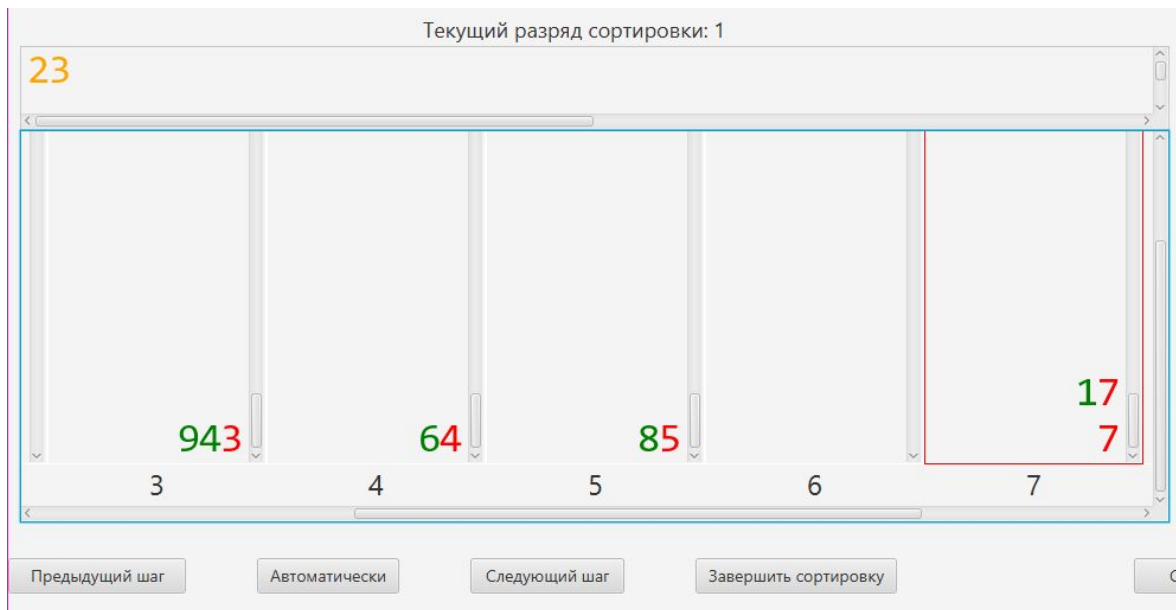 Текущий разряд сортировки: 1
23
17
943 64 85 7
3 4 5 6 7
Предыдущий шаг Автоматически Следующий шаг Завершить сортировку